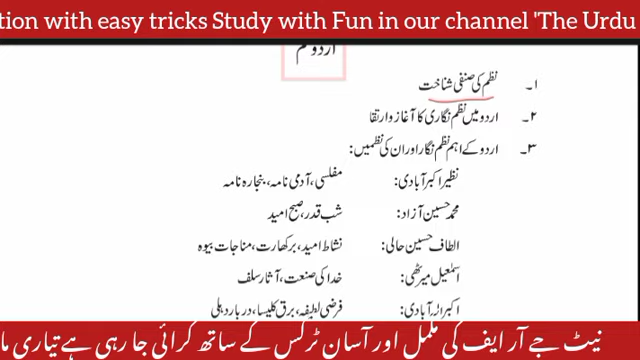 tion with easy tricks Study with Fun in our channel 'The Urdu
اردو نظم
۱۔ نظم کی صنفی شناخت
۲۔ اردو میں نظم نگاری کا آغاز و ارتقا
۳۔ اردو کے اہم نظم نگار اور ان کی نظمیں:
نظیر اکبر آبادی: مفلسی، آدمی نامہ، بنجارہ نامہ
محمد حسین آزاد: شب قدر، صبح امید
الطاف حسین حالی: نشاط امید، برکھا رت، مناجات بیوہ
اسمٰعیل میرٹھی: خدا کی صنعت، آثار سلف
اکبر الٰہ آبادی: فرضی لطیفہ، برق کلیسا، دربار دہلی
نیٹ جے آر ایف کی مکمل اور آسان ٹرکس کے ساتھ کرائی جا رہی ہے تیاری ما